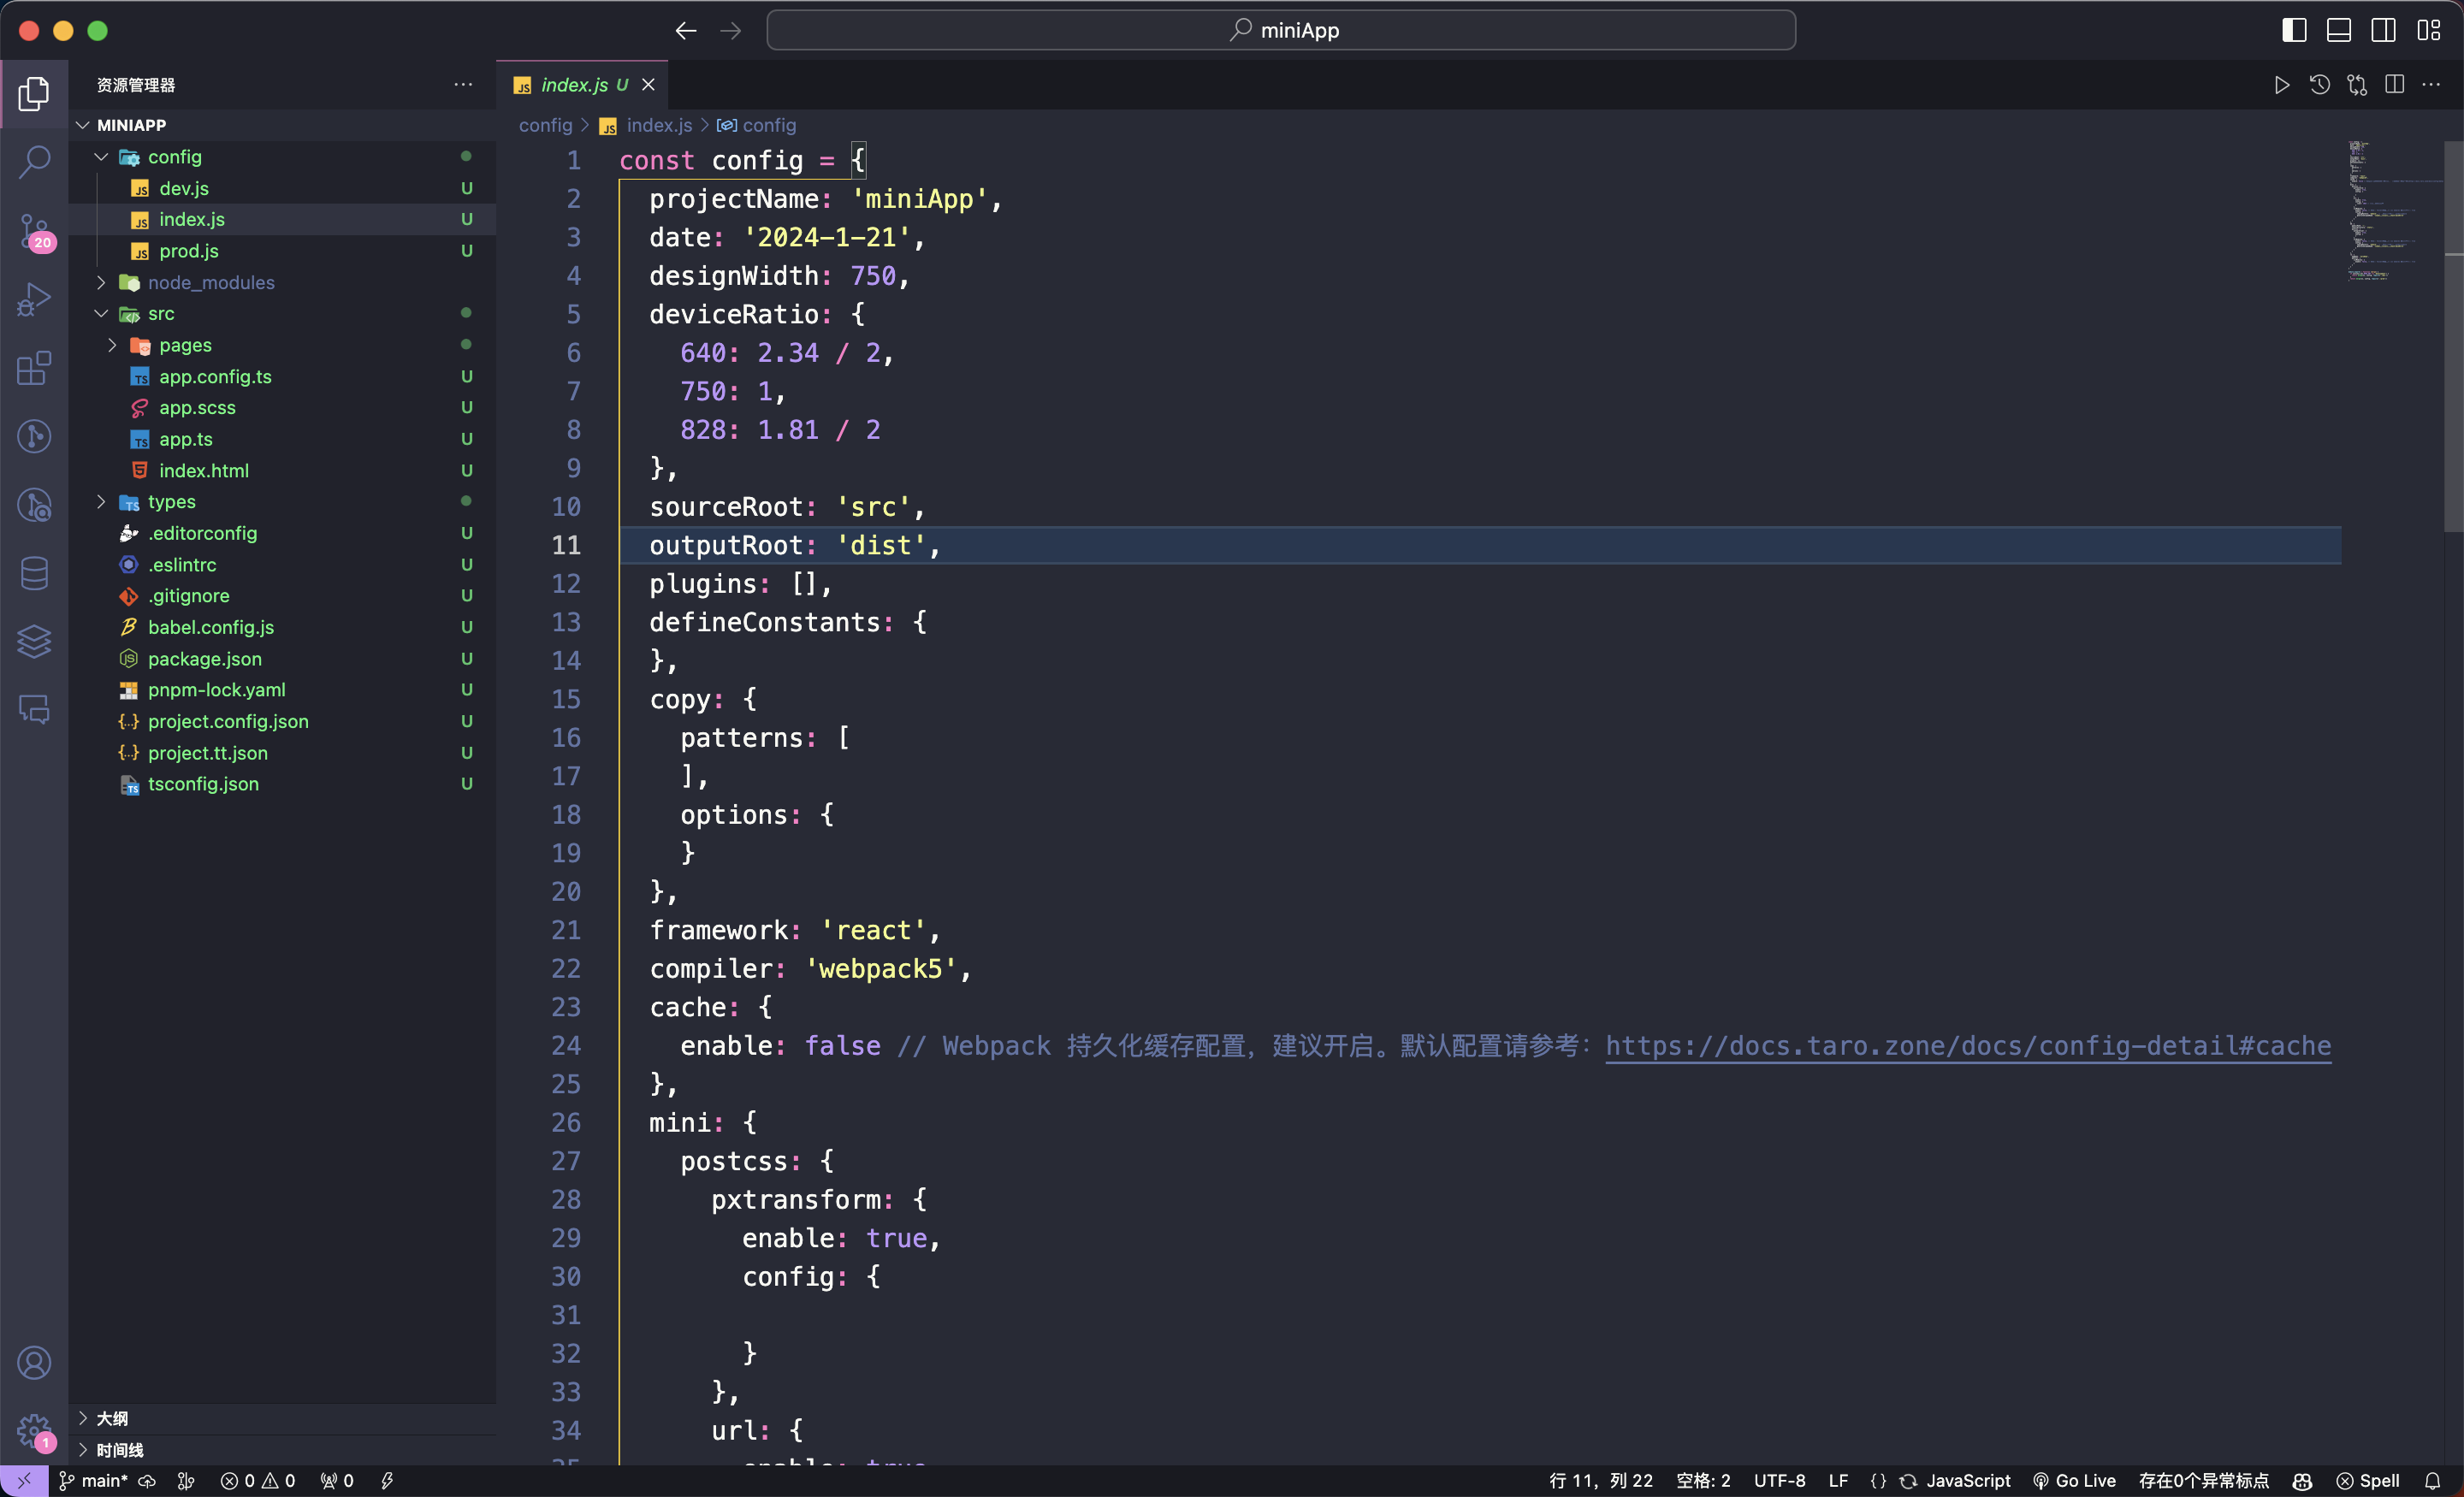 miniApp
资源管理器
MINIAPP
config
dev.js U
index.js U
prod.js U
node_modules
src
pages
app.config.ts U
app.scss U
app.ts U
index.html U
types
.editorconfig U
.eslintrc U
.gitignore U
babel.config.js U
package.json U
pnpm-lock.yaml U
project.config.json U
project.tt.json U
tsconfig.json U
大纲
时间线
20
1
index.js U
config > JS index.js > config
1 const config = {
2 projectName: 'miniApp',
3 date: '2024-1-21',
4 designWidth: 750,
5 deviceRatio: {
6 640: 2.34 / 2,
7 750: 1,
8 828: 1.81 / 2
9 },
10 sourceRoot: 'src',
11 outputRoot: 'dist',
12 plugins: [],
13 defineConstants: {
14 },
15 copy: {
16 patterns: [
17 ],
18 options: {
19 }
20 },
21 framework: 'react',
22 compiler: 'webpack5',
23 cache: {
24 enable: false // Webpack 持久化缓存配置，建议开启。默认配置请参考：https://docs.taro.zone/docs/config-detail#cache
25 },
26 mini: {
27 postcss: {
28 pxtransform: {
29 enable: true,
30 config: {
31
32 }
33 },
34 url: {
main* 0 0 0 行 11，列 22 空格: 2 UTF-8 LF {} JavaScript Go Live 存在0个异常标点 Spell